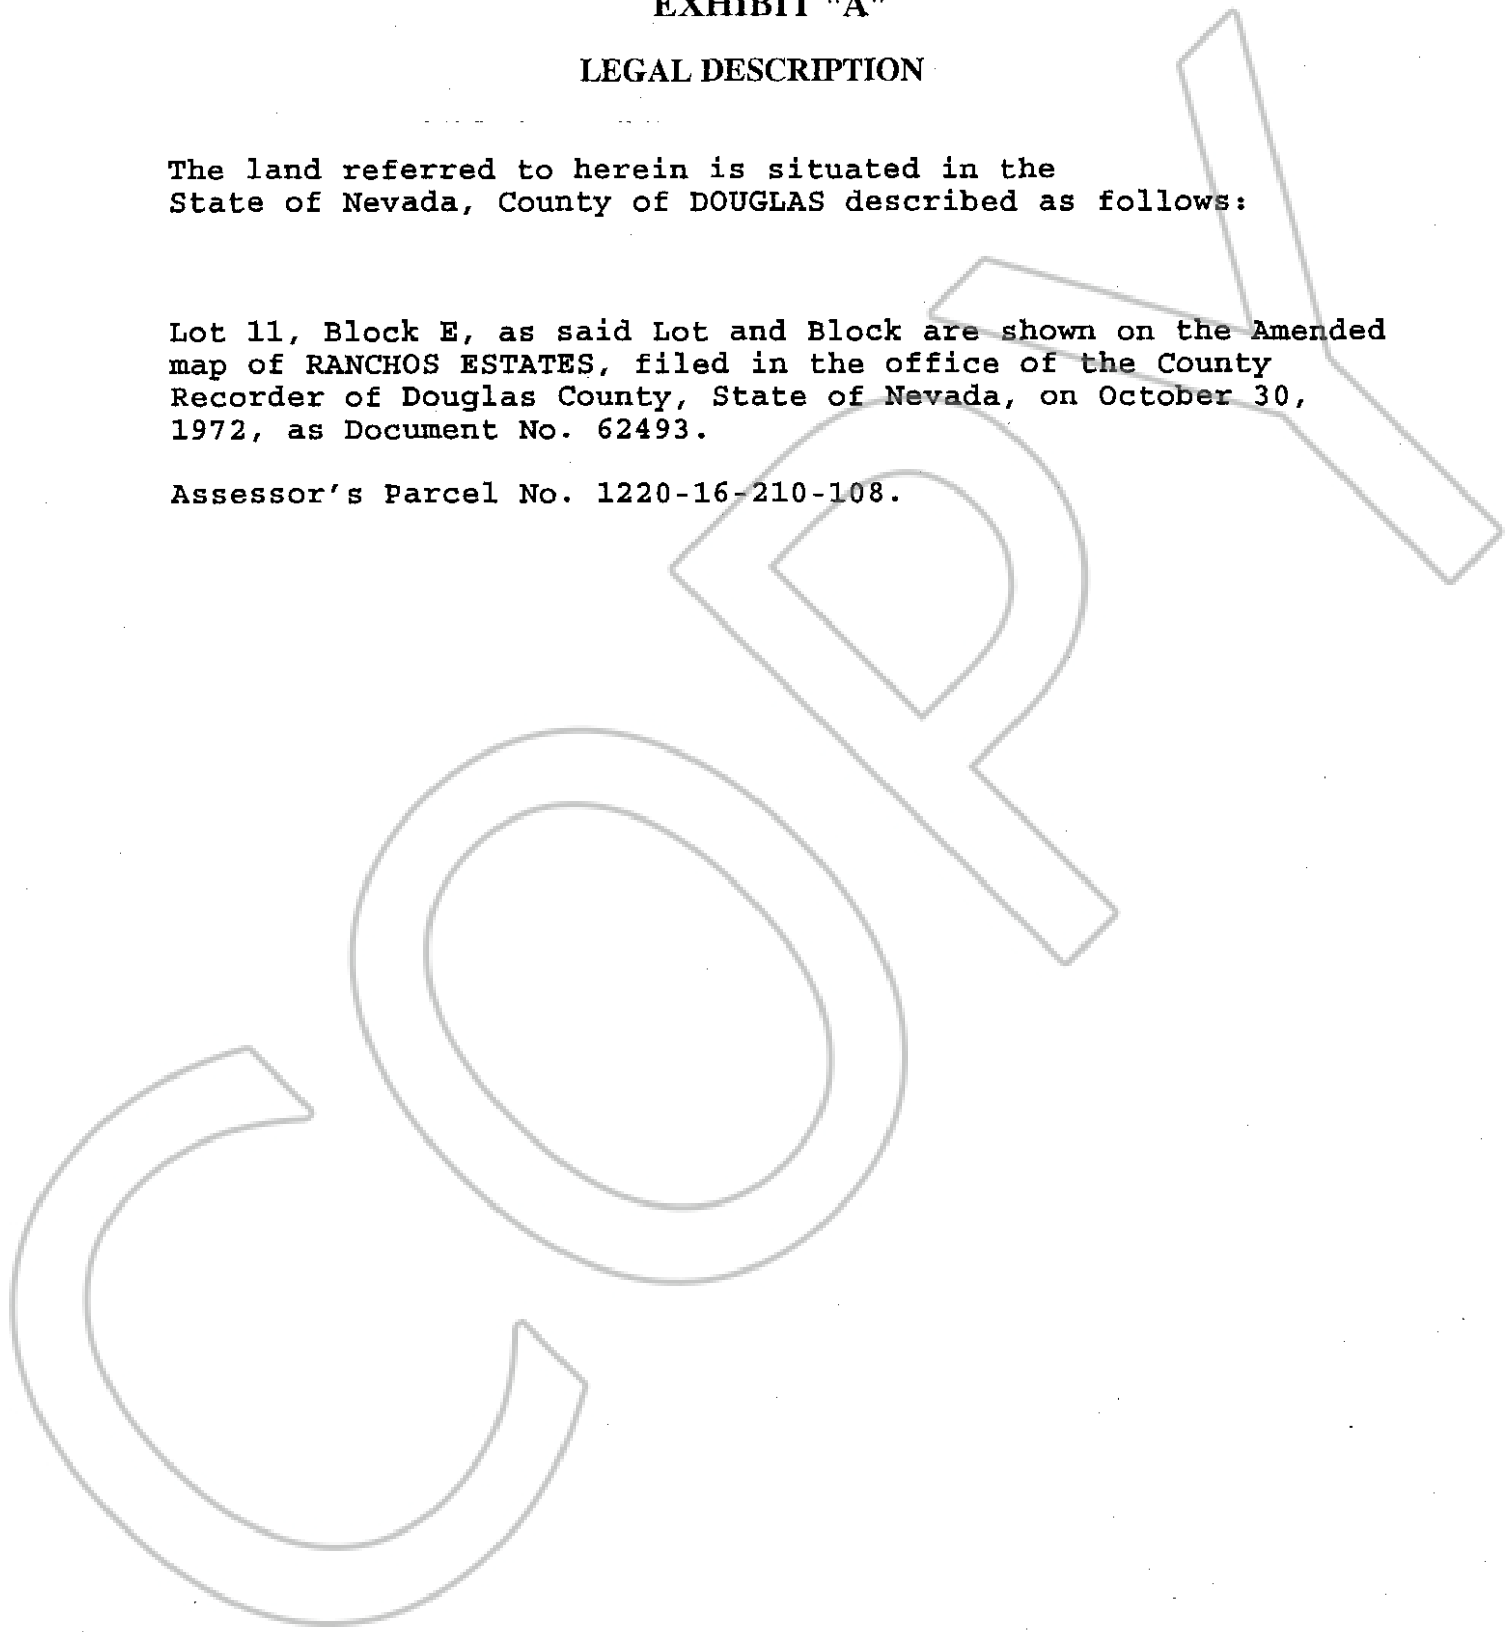 EXHIBIT "A"
LEGAL DESCRIPTION
The land referred to herein is situated in the
State of Nevada, County of DOUGLAS described as follows:
Lot 11, Block E, as said Lot and Block are shown on the Amended
map of RANCHOS ESTATES, filed in the office of the County
Recorder of Douglas County, State of Nevada, on October 30,
1972, as Document No. 62493.
Assessor's Parcel No. 1220-16-210-108.
COPY